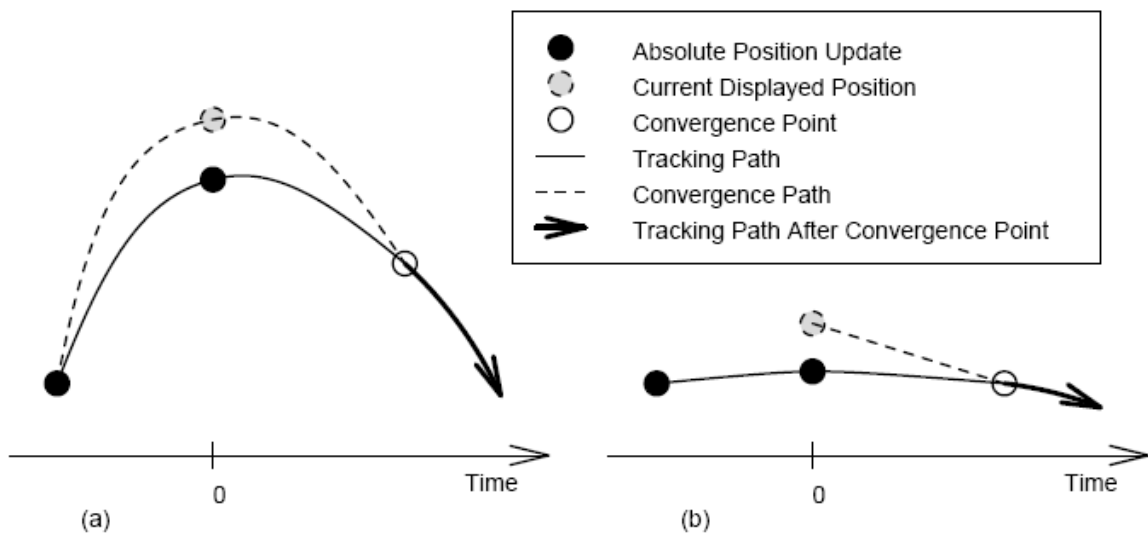 Absolute Position Update
Current Displayed Position
Convergence Point
Tracking Path
Convergence Path
Tracking Path After Convergence Point
Time
0
(a)
Time
0
(b)